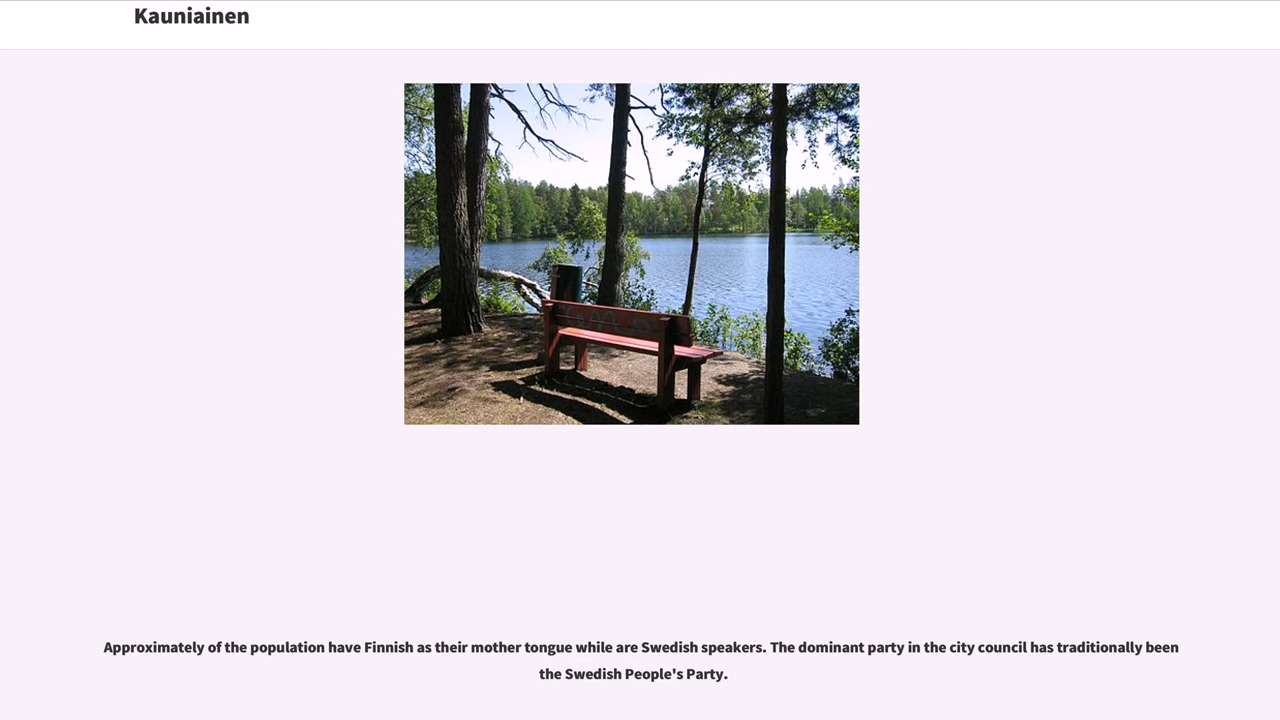 Kauniainen
Approximately of the population have Finnish as their mother tongue while are Swedish speakers. The dominant party in the city council has traditionally been
the Swedish People's Party.